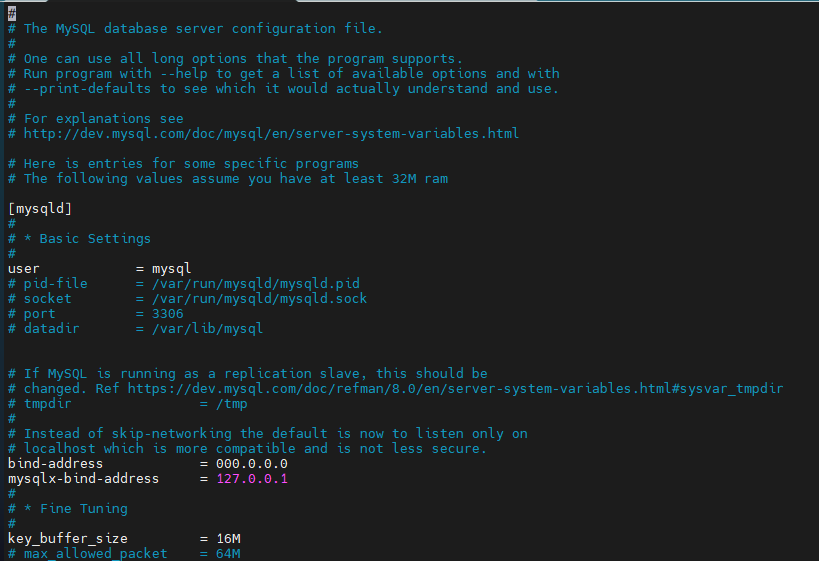 #
# The MySQL database server configuration file.
#
# One can use all long options that the program supports.
# Run program with --help to get a list of available options and with
# --print-defaults to see which it would actually understand and use.
#
# For explanations see
# http://dev.mysql.com/doc/mysql/en/server-system-variables.html
# Here is entries for some specific programs
# The following values assume you have at least 32M ram
[mysqld]
#
# * Basic Settings
#
user = mysql
# pid-file = /var/run/mysqld/mysqld.pid
# socket = /var/run/mysqld/mysqld.sock
# port = 3306
# datadir = /var/lib/mysql
# If MySQL is running as a replication slave, this should be
# changed. Ref https://dev.mysql.com/doc/refman/8.0/en/server-system-variables.html#sysvar_tmpdir
# tmpdir = /tmp
#
# Instead of skip-networking the default is now to listen only on
# localhost which is more compatible and is not less secure.
bind-address = 000.0.0.0
mysqlx-bind-address = 127.0.0.1
#
# * Fine Tuning
#
key_buffer_size = 16M
# max_allowed_packet = 64M